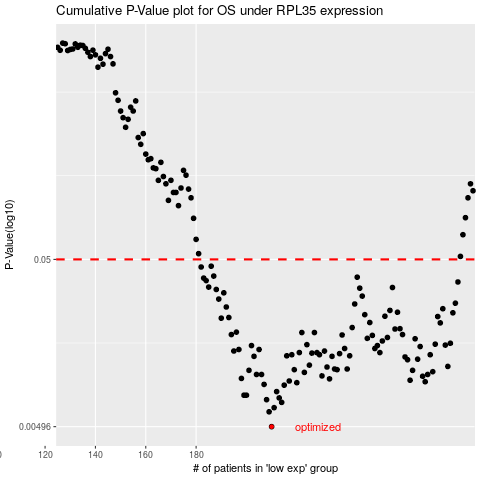 Cumulative P-Value plot for OS under RPL35 expression
P-Value(log10)
0.05
0.00496
optimized
0 120 140 160 180
# of patients in 'low exp' group